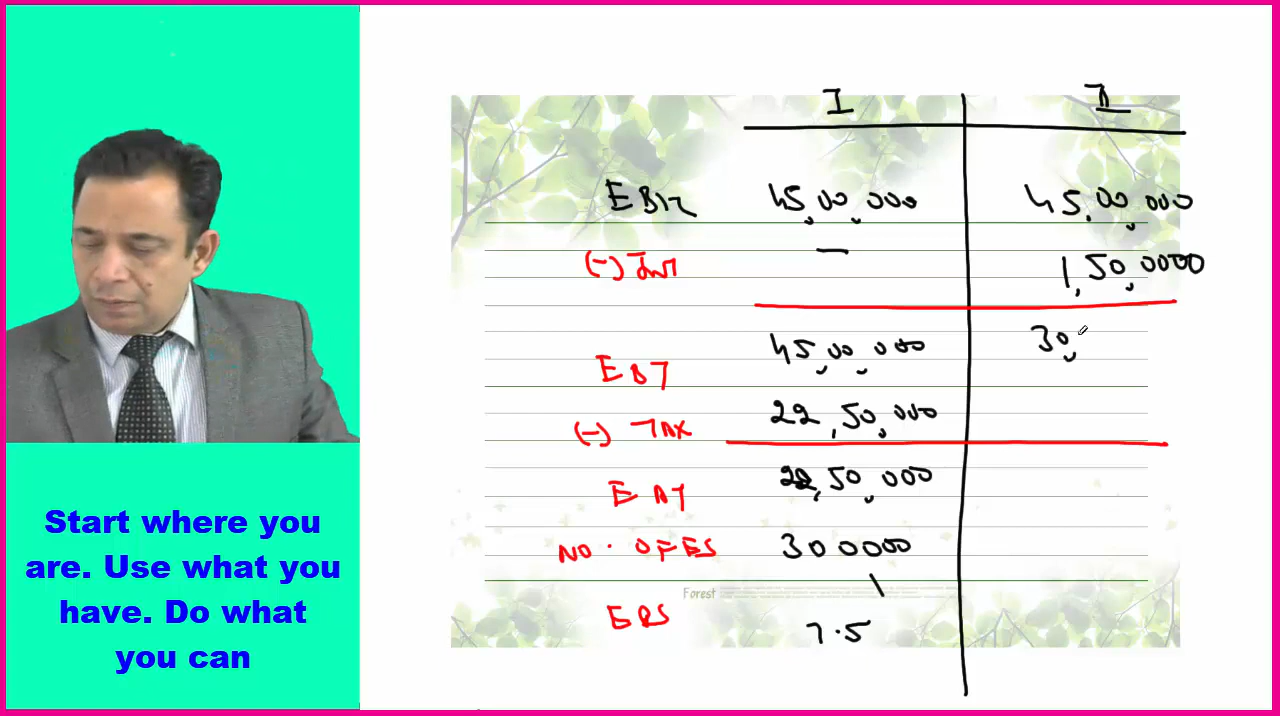 I II
EBIT 45,00,000 45,00,000
(-) Int — 1,50,0000
EBT 45,00,000 30,
(-) TAX 22,50,000
EAT 22,50,000
NO. OF ES 300000
Forest
EPS 7.5
Start where you
are. Use what you
have. Do what
you can